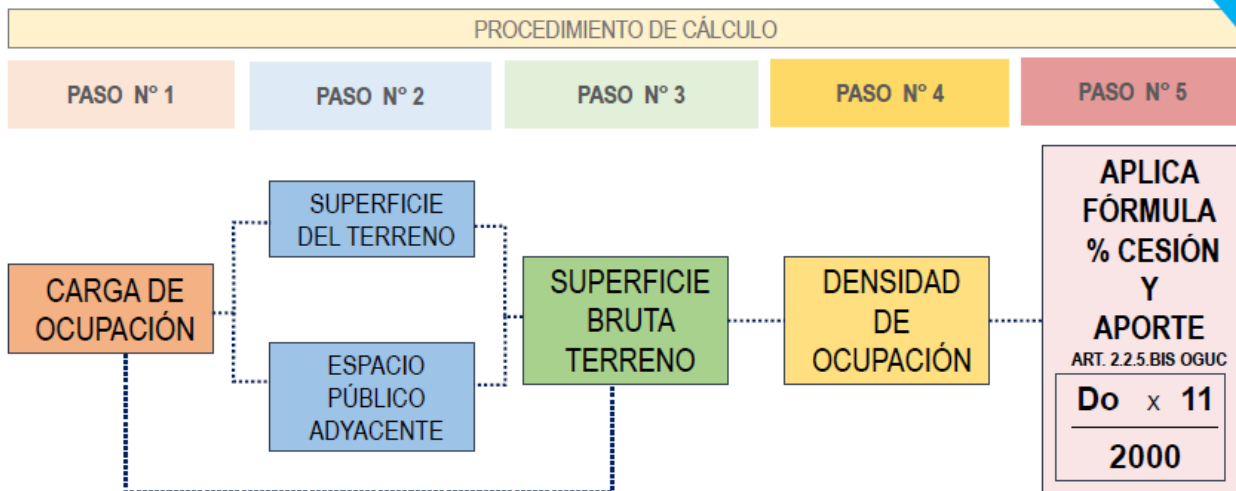 PROCEDIMIENTO DE CÁLCULO
PASO N° 1
PASO N° 2
PASO N° 3
PASO N° 4
PASO N° 5
CARGA DE
OCUPACIÓN
SUPERFICIE
DEL TERRENO
ESPACIO
PÚBLICO
ADYACENTE
SUPERFICIE
BRUTA
TERRENO
DENSIDAD
DE
OCUPACIÓN
APLICA
FÓRMULA
% CESIÓN
Y
APORTE
ART. 2.2.5.BIS OGUC
Do x 11
2000